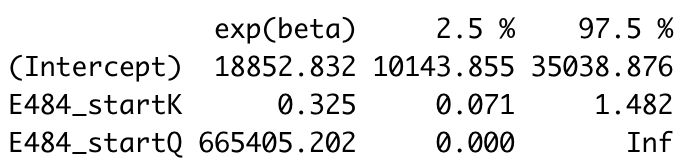 exp(beta) 2.5 % 97.5 %
(Intercept) 18852.832 10143.855 35038.876
E484_startK 0.325 0.071 1.482
E484_startQ 665405.202 0.000 Inf